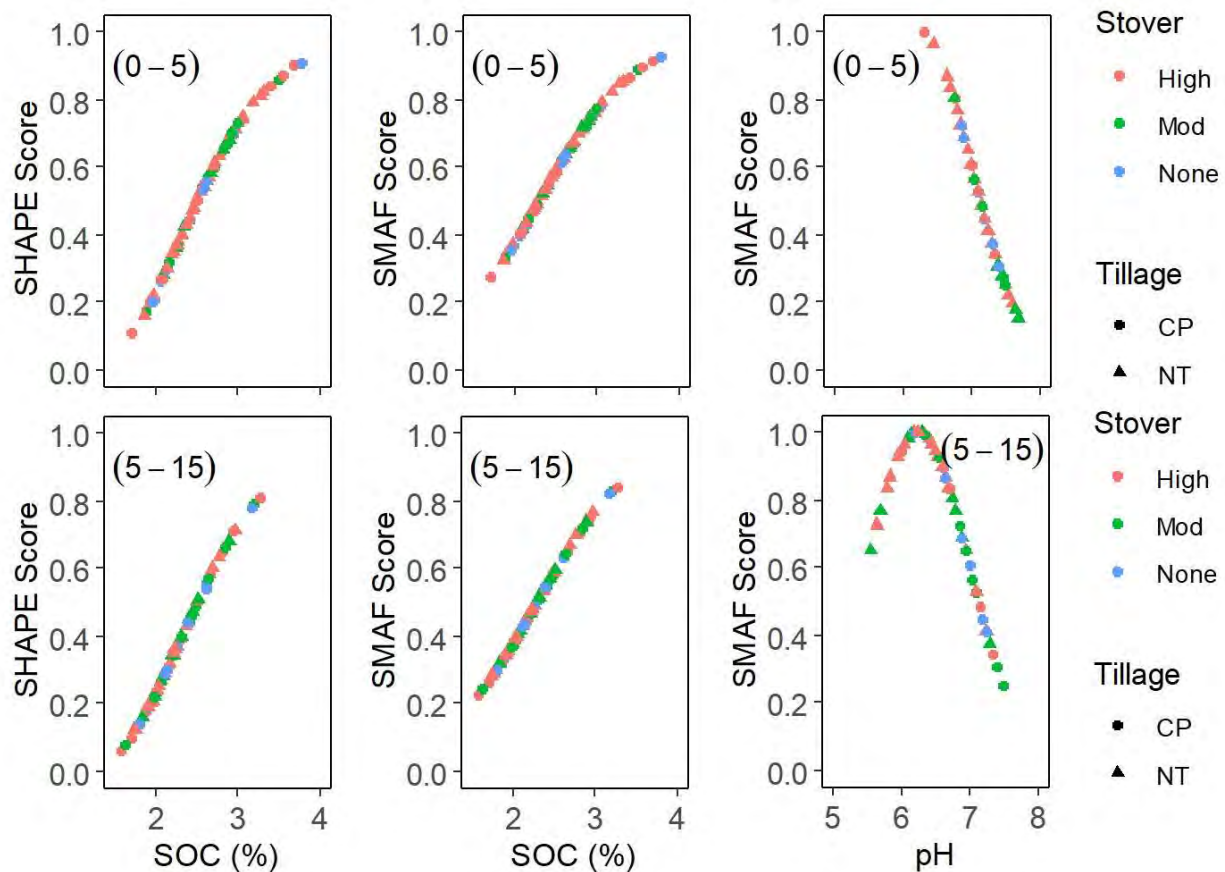 SHAPE Score
1.0
0.8
0.6
0.4
0.2
0.0
(0 – 5)
SMAF Score
1.0
0.8
0.6
0.4
0.2
0.0
(0 – 5)
SMAF Score
1.0
0.8
0.6
0.4
0.2
0.0
(0 – 5)
Stover
High
Mod
None
Tillage
CP
NT
SHAPE Score
1.0
0.8
0.6
0.4
0.2
0.0
(5 – 15)
2 3 4
SOC (%)
SMAF Score
1.0
0.8
0.6
0.4
0.2
0.0
(5 – 15)
2 3 4
SOC (%)
SMAF Score
1.0
0.8
0.6
0.4
0.2
0.0
(5 – 15)
5 6 7 8
pH
Stover
High
Mod
None
Tillage
CP
NT